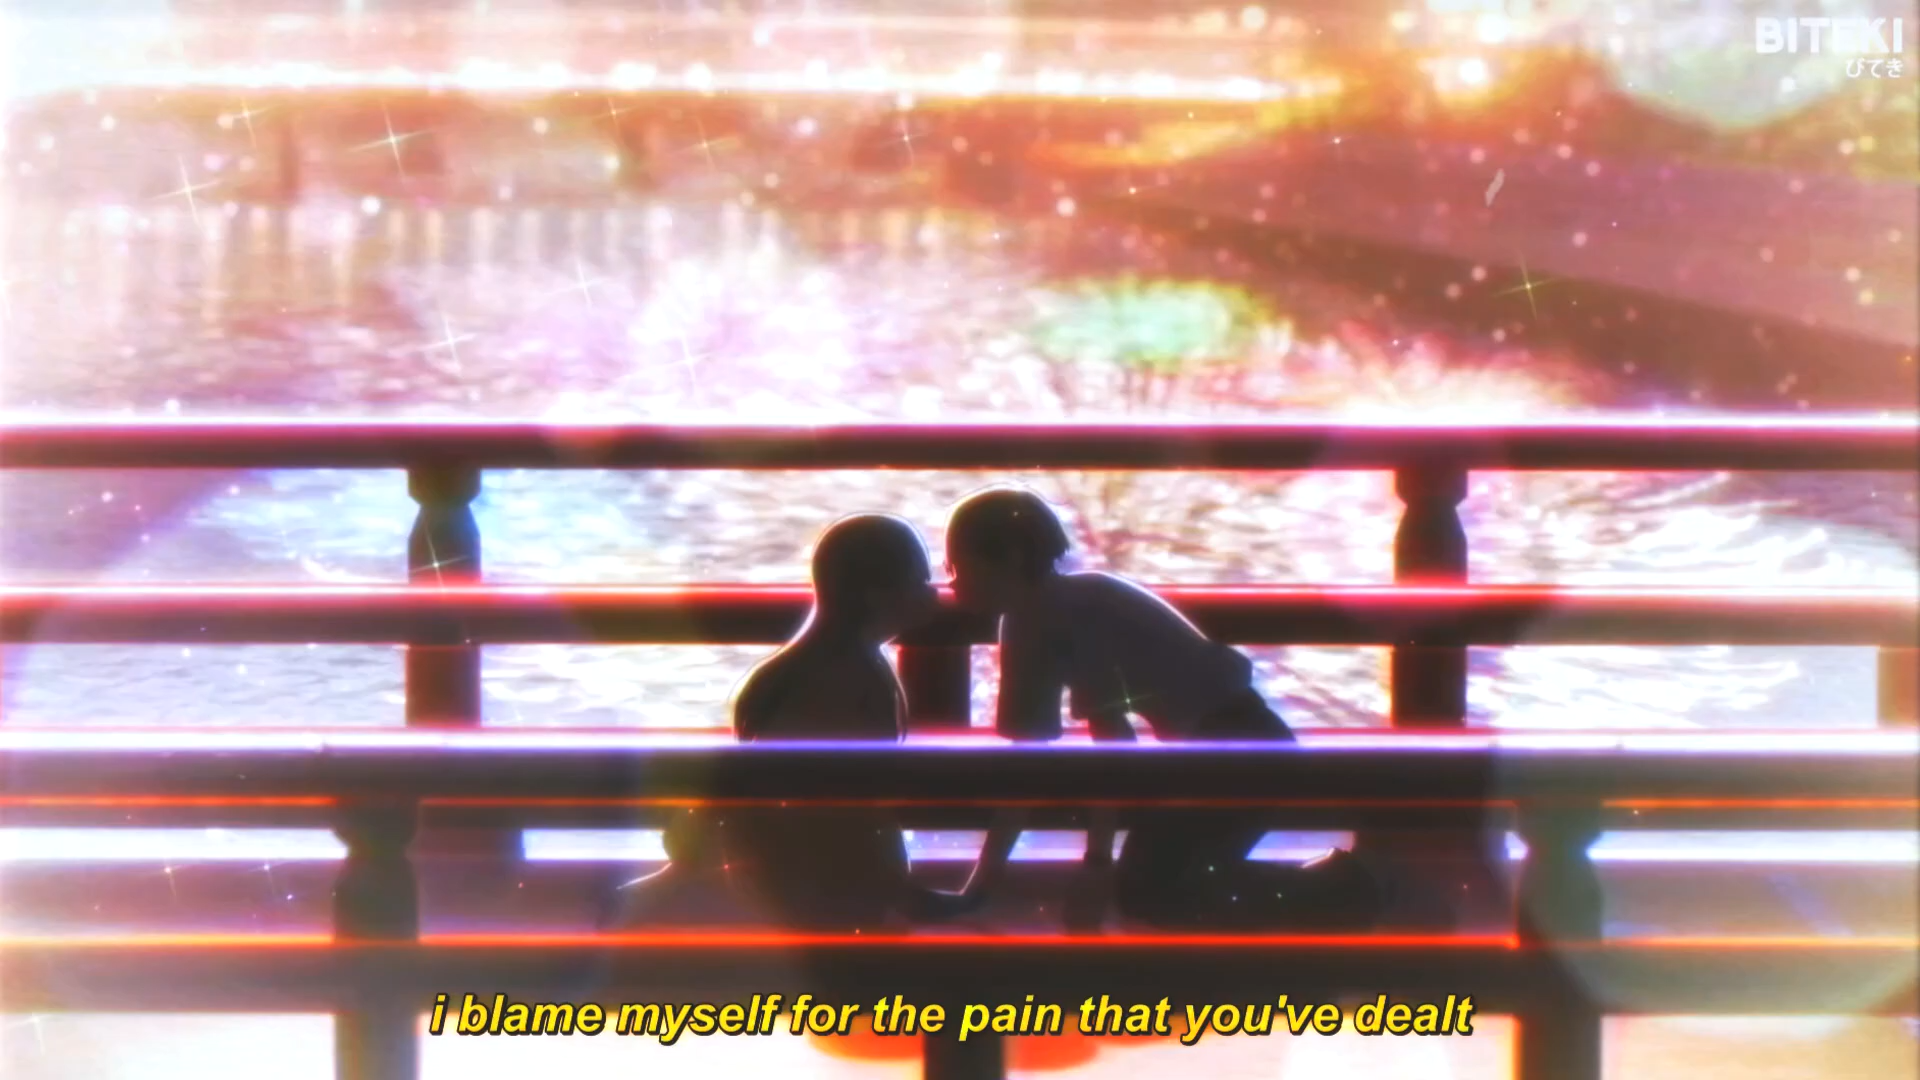 BITEKI
びてき
i blame myself for the pain that you've dealt